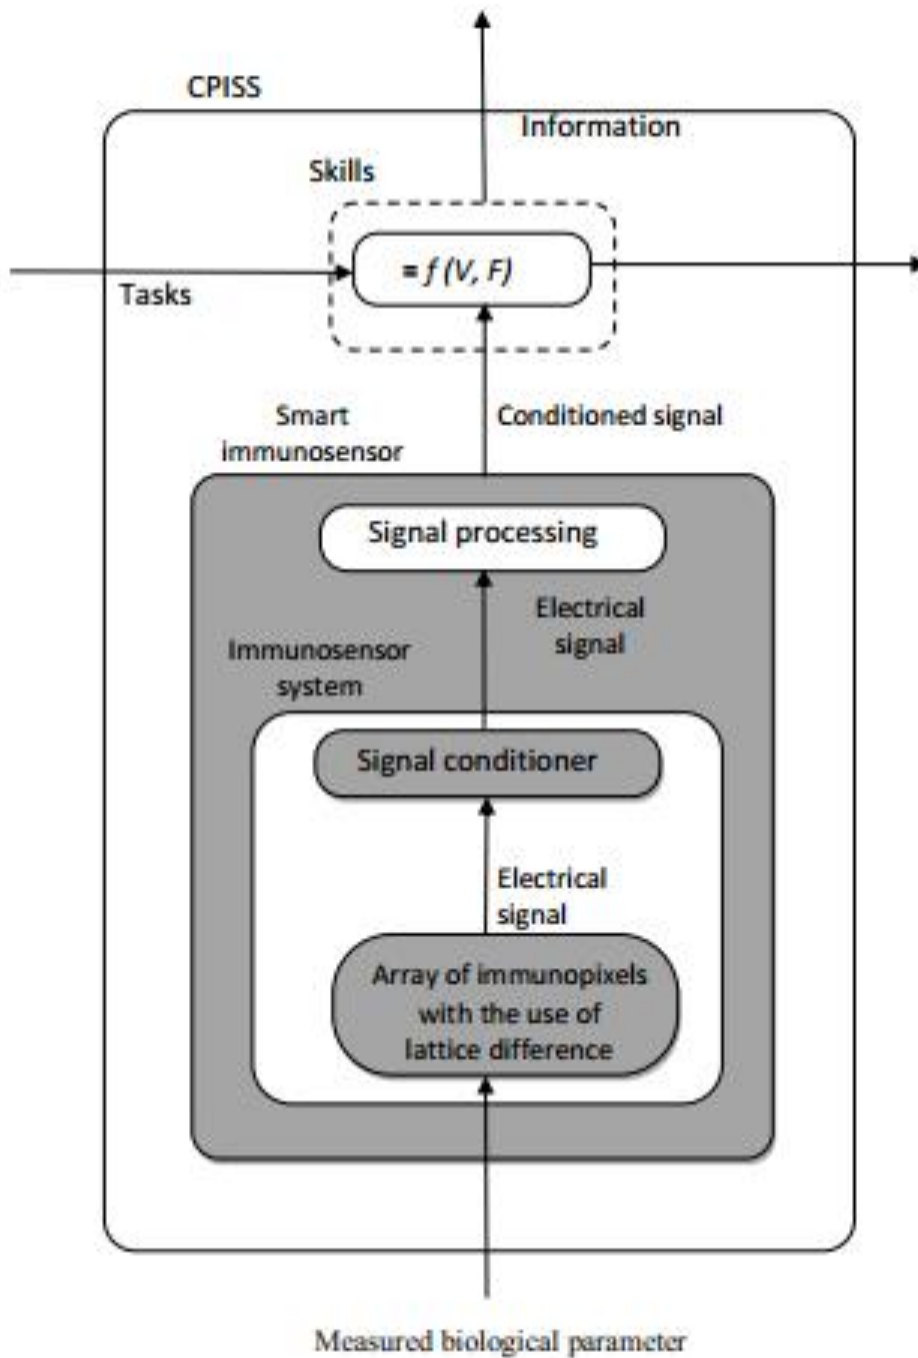 CPISS
Information
Skills
= f (V, F)
Tasks
Smart
immunosensor
Conditioned signal
Signal processing
Electrical
signal
Immunosensor
system
Signal conditioner
Electrical
signal
Array of immunopixels
with the use of
lattice difference
Measured biological parameter